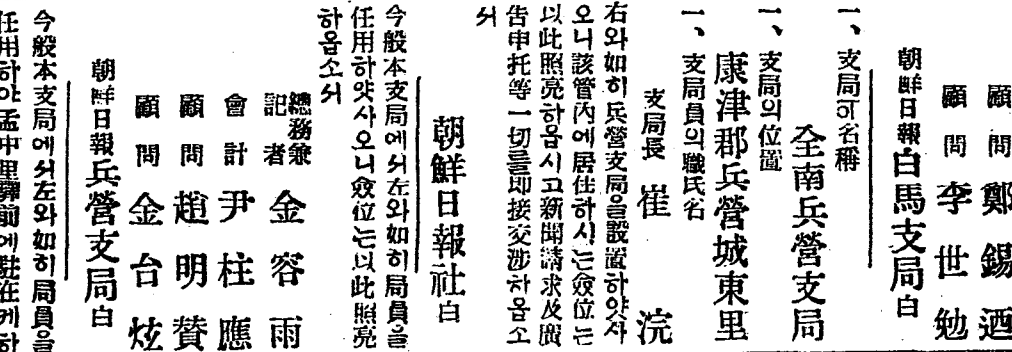 顧問 鄭錫迺
顧問 李世勉
朝鮮日報白馬支局 白
一、支局의名稱
全南兵營支局
一、支局의位置
康津郡兵營城東里
一、支局員의職氏名
支局長 崔 浣
右와如히兵營支局을設置하얏사
오니該管內에居住하시는僉位는
以此照亮하옵시고新聞請求及廣
告申托等一切를即接交涉하옵소
서
朝鮮日報社 白
今般本支局에서左와如히局員을
任用하얏사오니僉位는以此照亮
하옵소서
總務兼記者 金容雨
會計 尹柱應
顧問 趙明贊
顧問 金台炫
朝鮮日報兵營支局 白
今般本支局에서左와如히局員을
任用하야孟中里驛前에駐在케하